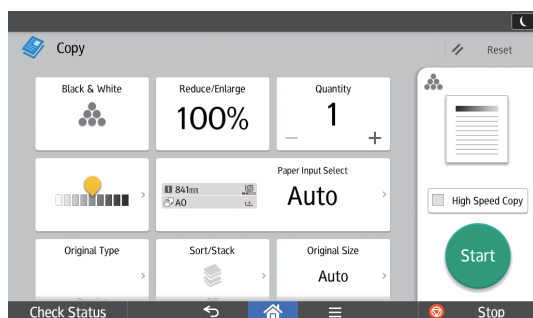 Copy
Reset
Black & White
Reduce/Enlarge
100%
Quantity
1
High Speed Copy
1 841mm
A0
Paper Input Select
Auto
Original Type
Sort/Stack
Original Size
Auto
Start
Check Status
Stop